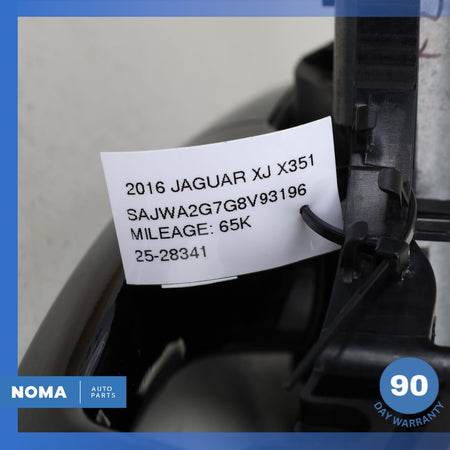 2016 JAGUAR XJ X351
SAJWA2G7G8V93196
MILEAGE: 65K
25-28341
NOMA
AUTO
PARTS
90
DAY WARRANTY